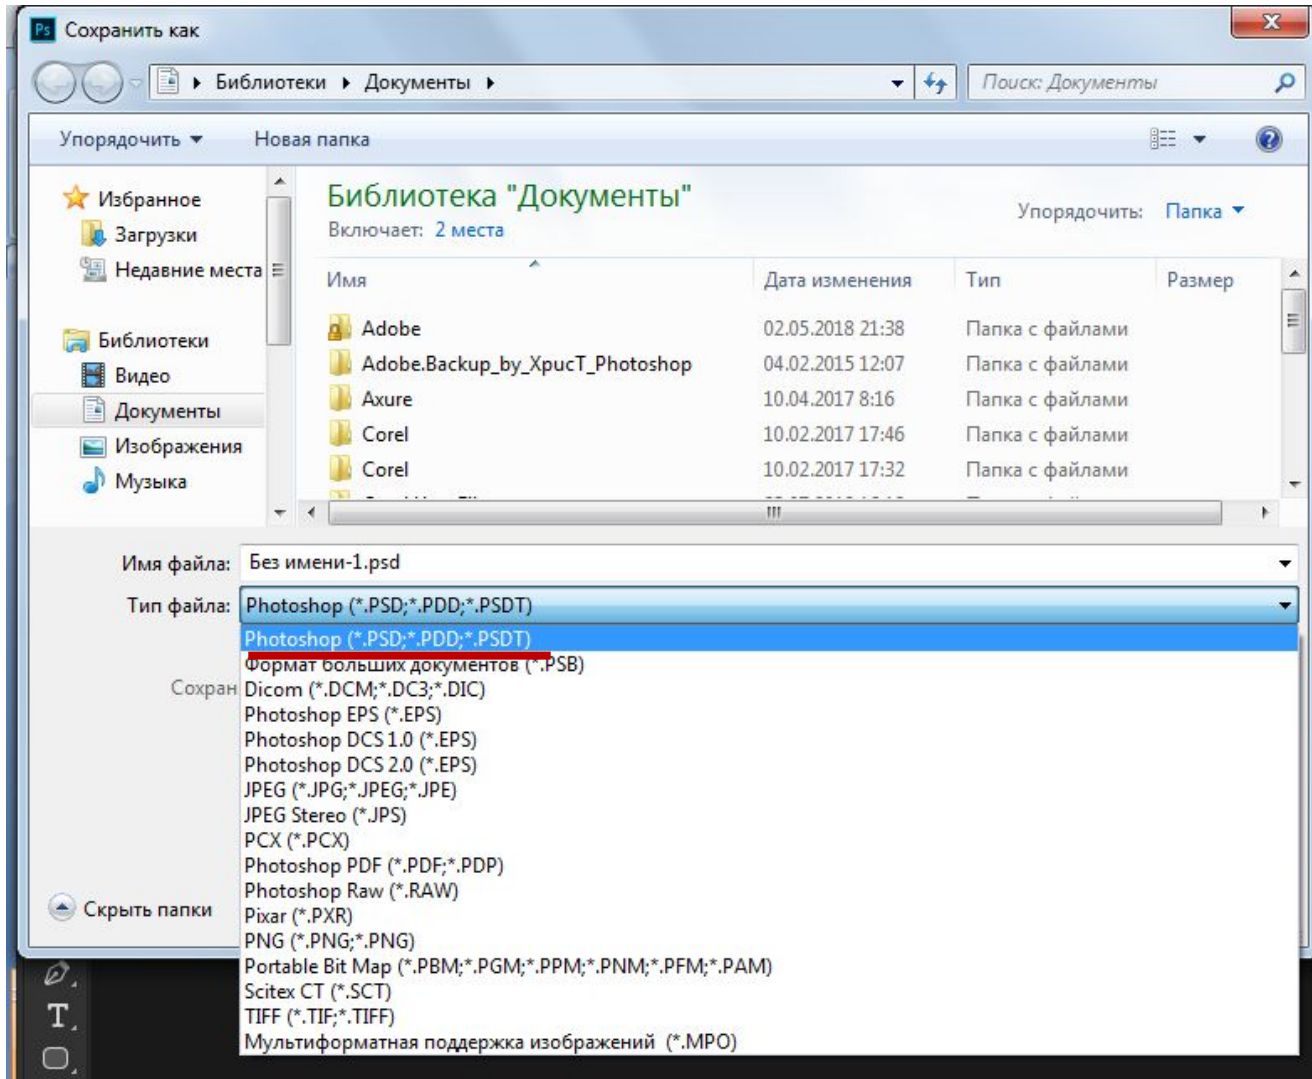 Ps Сохранить как
Библиотеки Документы
Поиск: Документы
Упорядочить Новая папка
Избранное
Загрузки
Недавние места
Библиотеки
Видео
Документы
Изображения
Музыка
Библиотека "Документы"
Включает: 2 места
Упорядочить: Папка
Имя Дата изменения Тип Размер
Adobe 02.05.2018 21:38 Папка с файлами
Adobe.Backup_by_XpucT_Photoshop 04.02.2015 12:07 Папка с файлами
Axure 10.04.2017 8:16 Папка с файлами
Corel 10.02.2017 17:46 Папка с файлами
Corel 10.02.2017 17:32 Папка с файлами
Имя файла: Без имени-1.psd
Тип файла: Photoshop (*.PSD;*.PDD;*.PSDT)
Photoshop (*.PSD;*.PDD;*.PSDT)
Формат больших документов (*.PSB)
Сохран
Dicom (*.DCM;*.DC3;*.DIC)
Photoshop EPS (*.EPS)
Photoshop DCS 1.0 (*.EPS)
Photoshop DCS 2.0 (*.EPS)
JPEG (*.JPG;*.JPEG;*.JPE)
JPEG Stereo (*.JPS)
PCX (*.PCX)
Photoshop PDF (*.PDF;*.PDP)
Photoshop Raw (*.RAW)
Pixar (*.PXR)
PNG (*.PNG;*.PNG)
Portable Bit Map (*.PBM;*.PGM;*.PPM;*.PNM;*.PFM;*.PAM)
Scitex CT (*.SCT)
TIFF (*.TIF;*.TIFF)
Мультиформатная поддержка изображений (*.MPO)
Скрыть папки
T